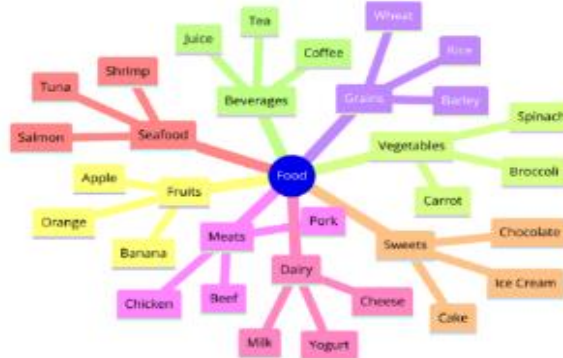 Wheat
Tea
Juice
Coffee
Rice
Shrimp
Tuna
Beverages
Grains
Barley
Spinach
Salmon
Seafood
Vegetables
Broccoli
Apple
Fruits
Food
Carrot
Orange
Pork
Banana
Meats
Sweets
Chocolate
Dairy
Ice Cream
Chicken
Beef
Cheese
Cake
Milk
Yogurt